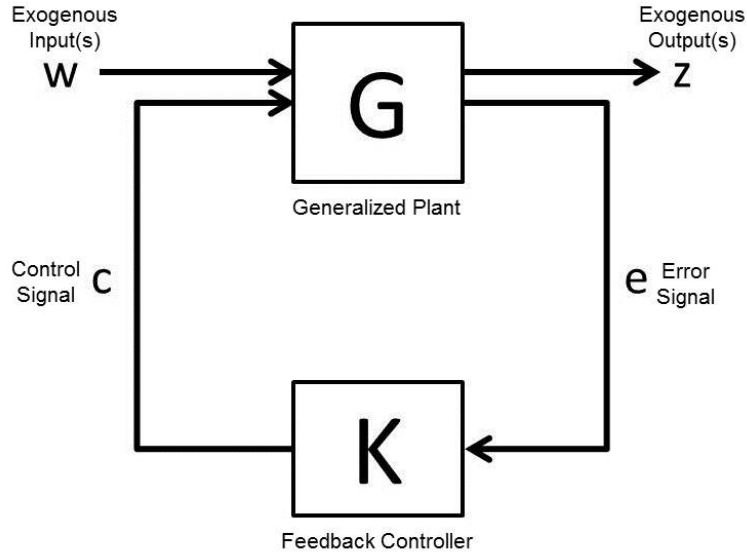 Exogenous
Input(s)
w
G
Exogenous
Output(s)
z
Generalized Plant
Control
Signal
c
e
Error
Signal
K
Feedback Controller